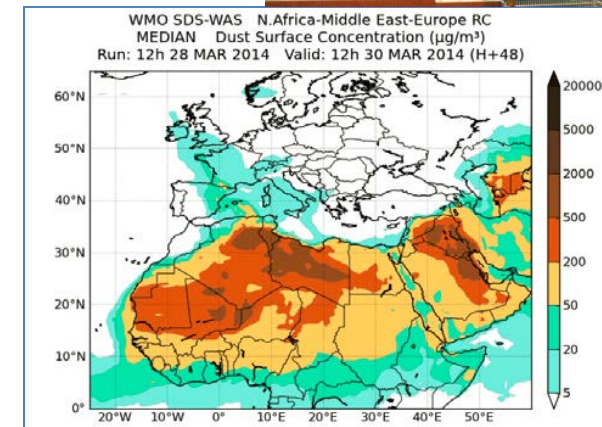 WMO SDS-WAS N.Africa-Middle East-Europe RC
MEDIAN Dust Surface Concentration (µg/m³)
Run: 12h 28 MAR 2014 Valid: 12h 30 MAR 2014 (H+48)
60°N
50°N
40°N
30°N
20°N
10°N
0°
20°W 10°W 0° 10°E 20°E 30°E 40°E 50°E
20000
5000
2000
500
200
50
20
5